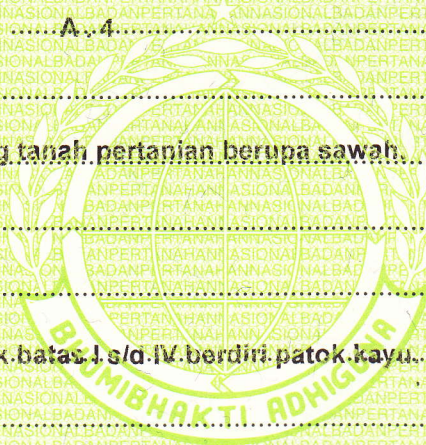 A, 4
g tanah pertanian berupa sawah.
k batas I s/d IV berdiri patok kayu.
BHUMIBHAKTI ADHIGUNA